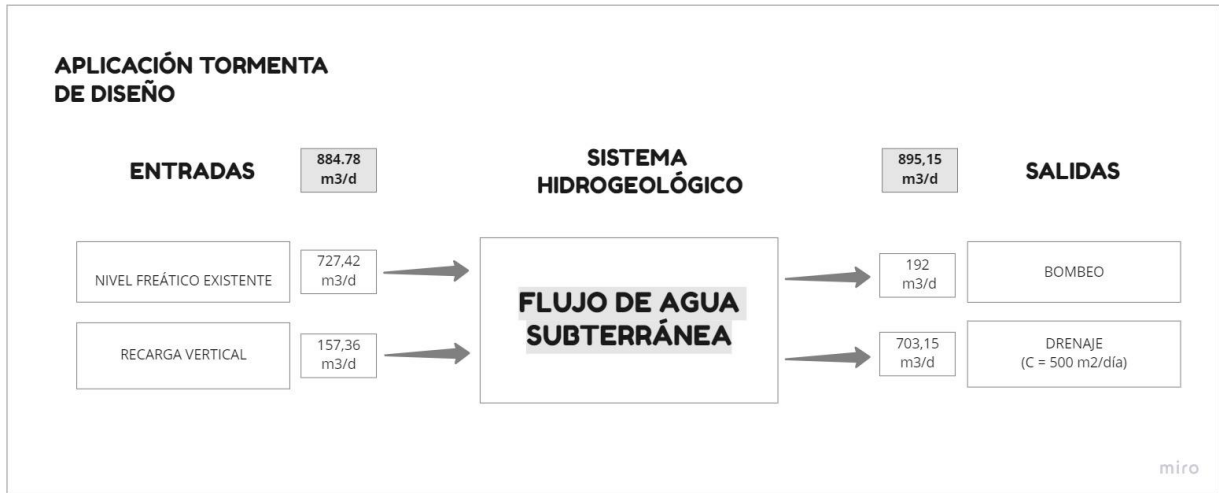 APLICACIÓN TORMENTA
DE DISEÑO
ENTRADAS
884.78
m3/d
SISTEMA
HIDROGEOLÓGICO
895,15
m3/d
SALIDAS
NIVEL FREÁTICO EXISTENTE
727,42
m3/d
FLUJO DE AGUA
SUBTERRÁNEA
192
m3/d
BOMBEO
RECARGA VERTICAL
157,36
m3/d
703,15
m3/d
DRENAJE
(C = 500 m2/día)
miro